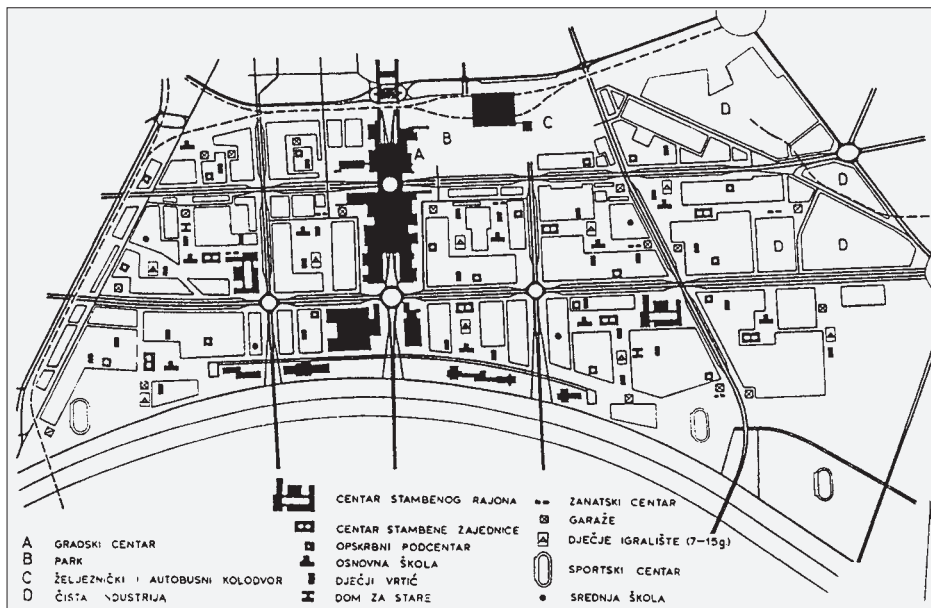 A
B
C
D
D
D
D
A GRADSKI CENTAR
B PARK
C ŽELJEZNIČKI I AUTOBUSNI KOLODVOR
D ČISTA INDUSTRIJA
CENTAR STAMBENOG RAJONA
CENTAR STAMBENE ZAJEDNICE
OPSKRBNI PODCENTAR
OSNOVNA ŠKOLA
DJEČJI VRTIĆ
DOM ZA STARE
ZANATSKI CENTAR
GARAŽE
DJEČJE IGRALIŠTE (7-15g)
SPORTSKI CENTAR
SREDNJA ŠKOLA